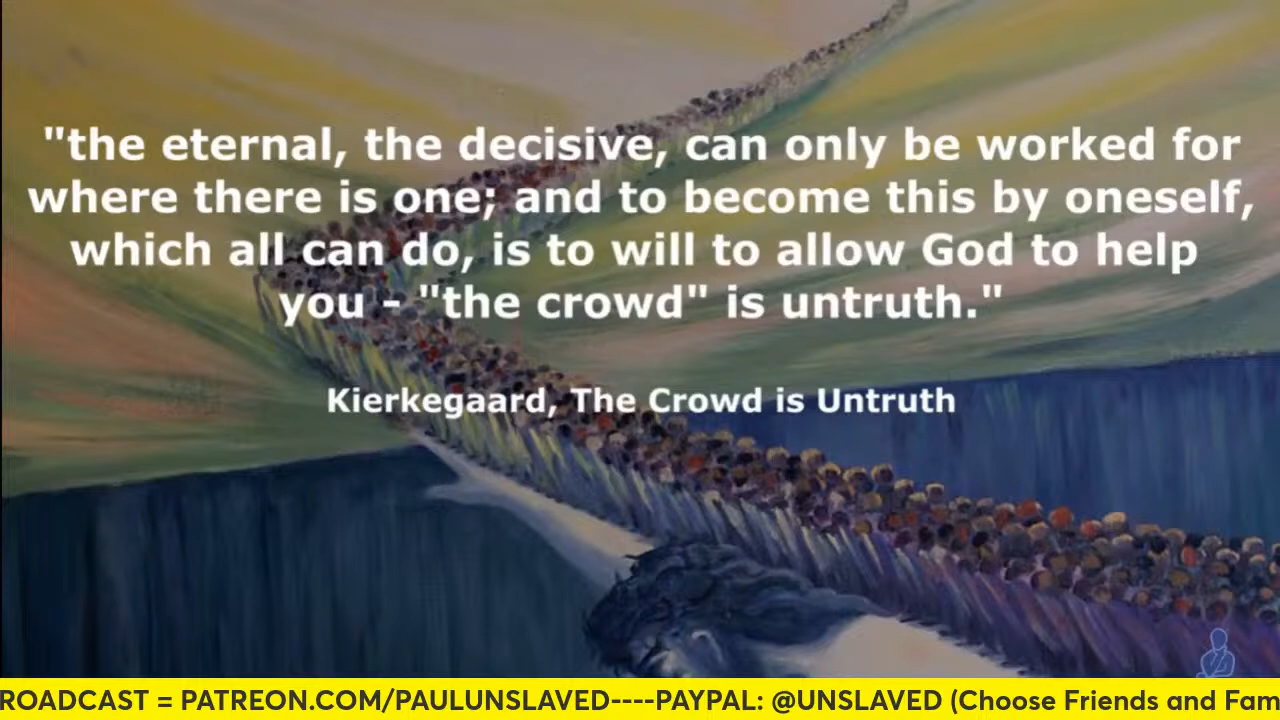 "the eternal, the decisive, can only be worked for
where there is one; and to become this by oneself,
which all can do, is to will to allow God to help
you - "the crowd" is untruth."
Kierkegaard, The Crowd is Untruth
ROADCAST = PATREON.COM/PAULUNSLAVED----PAYPAL: @UNSLAVED (Choose Friends and Fam